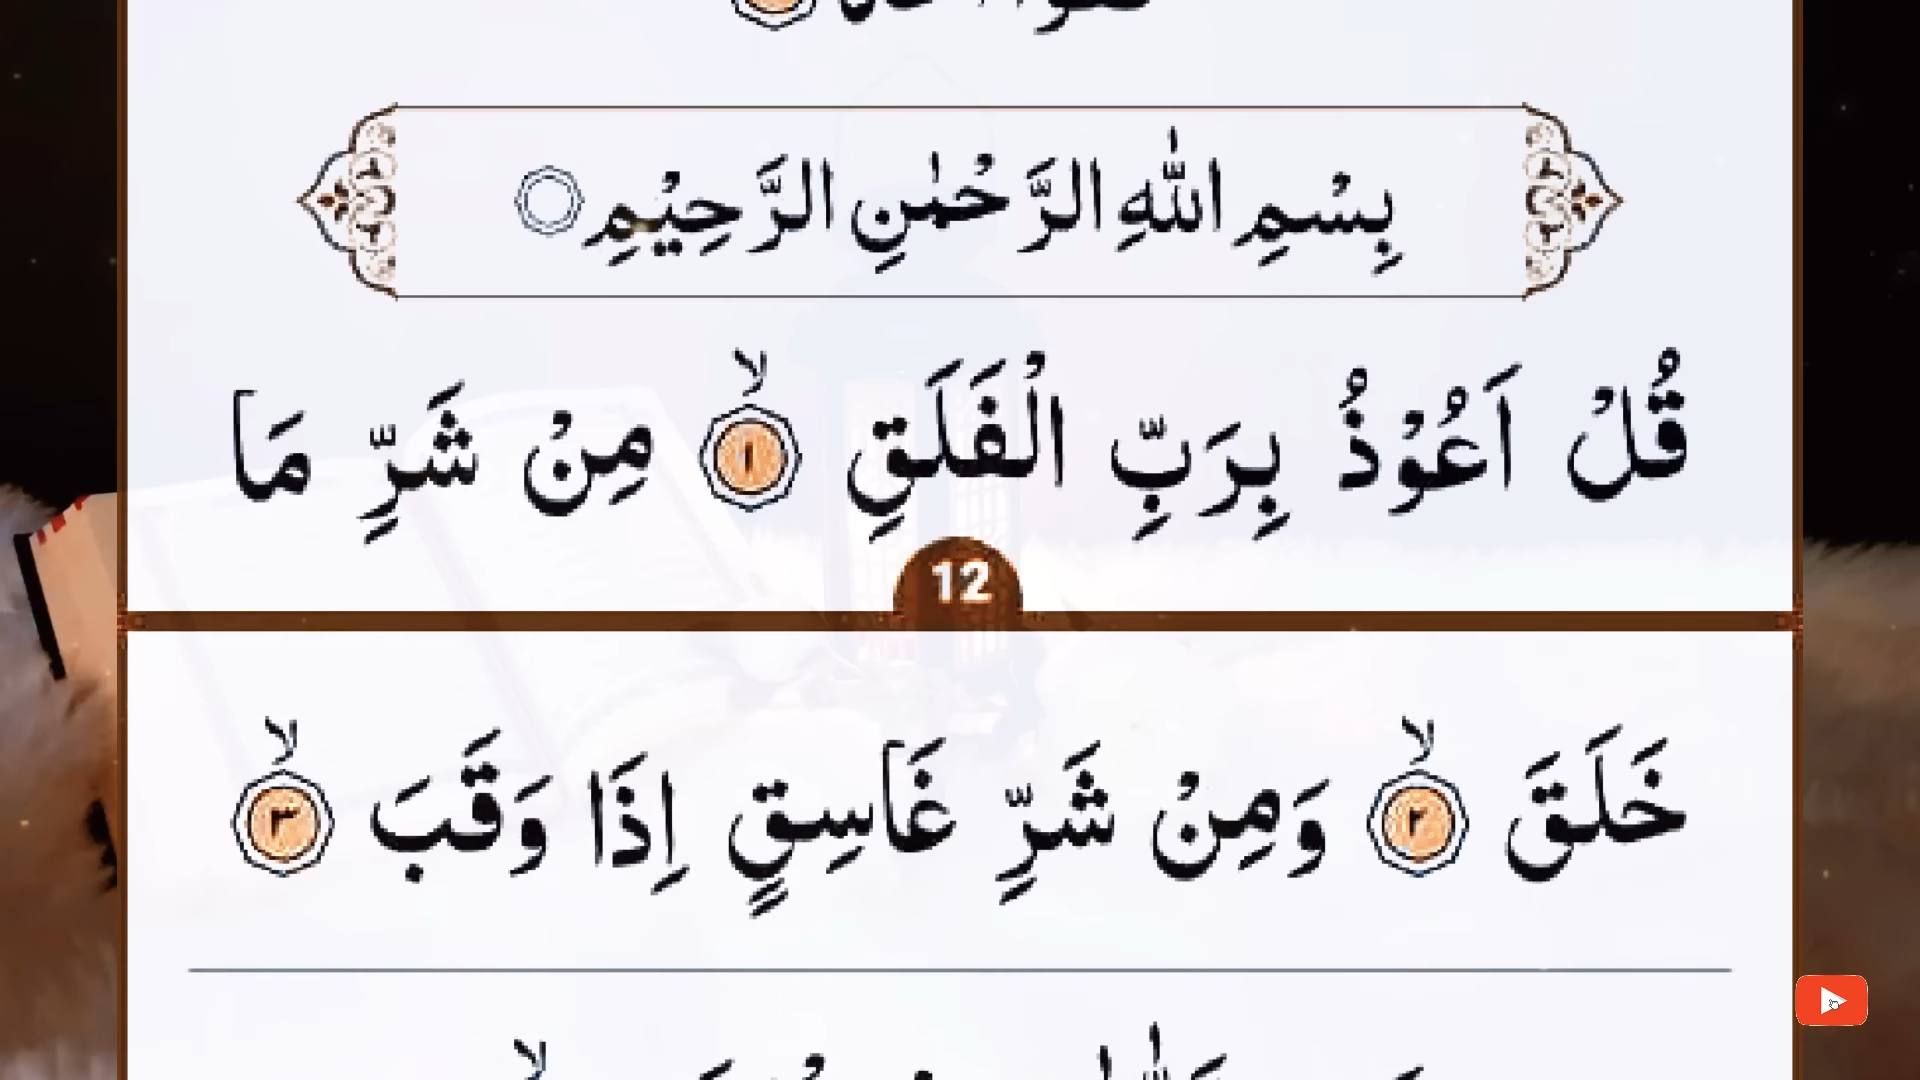 بِسْمِ اللّٰهِ الرَّحْمٰنِ الرَّحِيْمِ
قُلْ اَعُوْذُ بِرَبِّ الْفَلَقِ ۙ ١ مِنْ شَرِّ مَا
12
خَلَقَ ۙ ٢ وَمِنْ شَرِّ غَاسِقٍ اِذَا وَقَبَ ۙ ٣